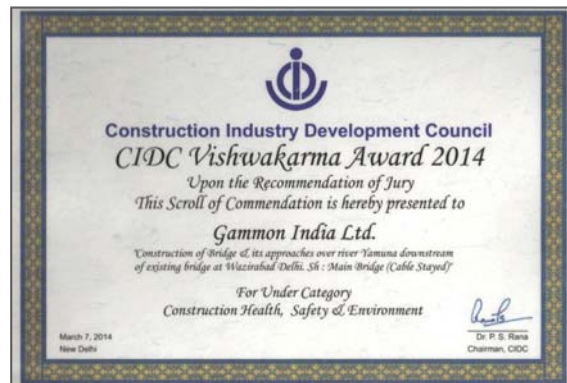 Construction Industry Development Council
CIDC Vishwakarma Award 2014
Upon the Recommendation of Jury
This Scroll of Commendation is hereby presented to
Gammon India Ltd.
"Construction of Bridge & its approaches over river Yamuna downstream
of existing bridge at Wazirabad Delhi. Sh : Main Bridge (Cable Stayed)"
For Under Category
Construction Health, Safety & Environment
March 7, 2014
New Delhi
Dr. P. S. Rana
Chairman, CIDC